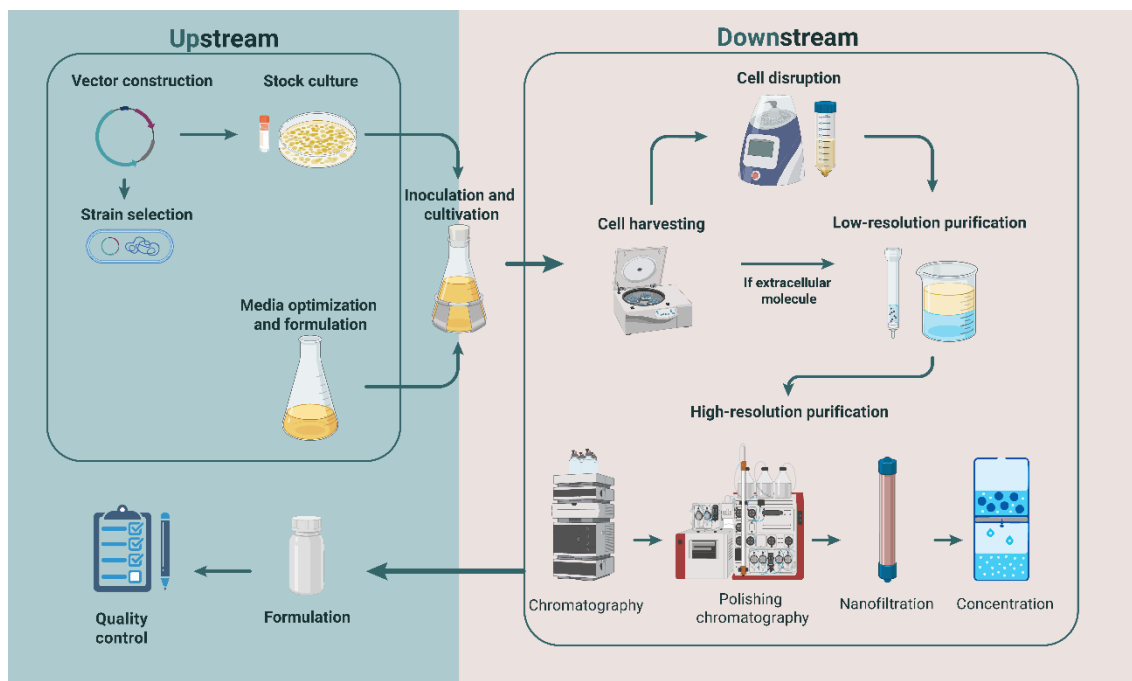 Upstream
Vector construction
Stock culture
Strain selection
Media optimization
and formulation
Inoculation and
cultivation
Downstream
Cell disruption
Cell harvesting
If extracellular
molecule
Low-resolution purification
High-resolution purification
Chromatography
Polishing
chromatography
Nanofiltration
Concentration
Formulation
Quality
control